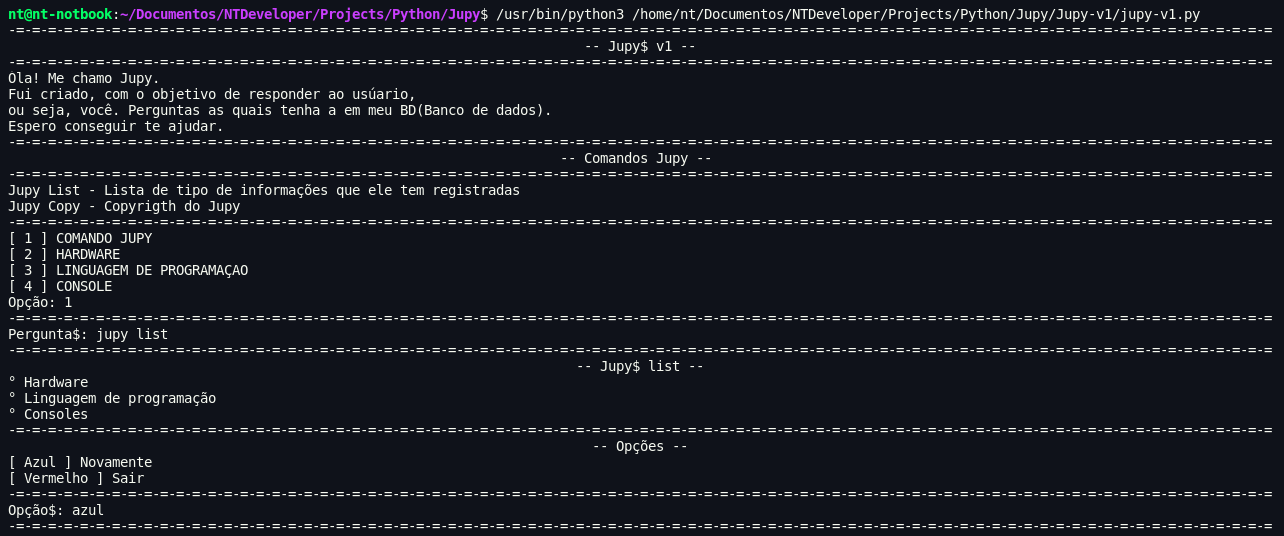 nt@nt-notbook:~/Documentos/NTDeveloper/Projects/Python/Jupy$ /usr/bin/python3 /home/nt/Documentos/NTDeveloper/Projects/Python/Jupy/Jupy-v1/jupy-v1.py
-=-=-=-=-=-=-=-=-=-=-=-=-=-=-=-=-=-=-=-=-=-=-=-=-=-=-=-=-=-=-=-=-=-=-=-=-=-=-=-=-=-=-=-=-=-=-=-=-=-=-=-=-=-=-=-=-=-=-=-=-=-=-=-=-=-=-=-=-=-=-=-=-=-=-=-=-=-=-=
-- Jupy$ v1 --
-=-=-=-=-=-=-=-=-=-=-=-=-=-=-=-=-=-=-=-=-=-=-=-=-=-=-=-=-=-=-=-=-=-=-=-=-=-=-=-=-=-=-=-=-=-=-=-=-=-=-=-=-=-=-=-=-=-=-=-=-=-=-=-=-=-=-=-=-=-=-=-=-=-=-=-=-=-=-=
Ola! Me chamo Jupy.
Fui criado, com o objetivo de responder ao usúario,
ou seja, você. Perguntas as quais tenha a em meu BD(Banco de dados).
Espero conseguir te ajudar.
-=-=-=-=-=-=-=-=-=-=-=-=-=-=-=-=-=-=-=-=-=-=-=-=-=-=-=-=-=-=-=-=-=-=-=-=-=-=-=-=-=-=-=-=-=-=-=-=-=-=-=-=-=-=-=-=-=-=-=-=-=-=-=-=-=-=-=-=-=-=-=-=-=-=-=-=-=-=-=
-- Comandos Jupy --
-=-=-=-=-=-=-=-=-=-=-=-=-=-=-=-=-=-=-=-=-=-=-=-=-=-=-=-=-=-=-=-=-=-=-=-=-=-=-=-=-=-=-=-=-=-=-=-=-=-=-=-=-=-=-=-=-=-=-=-=-=-=-=-=-=-=-=-=-=-=-=-=-=-=-=-=-=-=-=
Jupy List - Lista de tipo de informações que ele tem registradas
Jupy Copy - Copyrigth do Jupy
-=-=-=-=-=-=-=-=-=-=-=-=-=-=-=-=-=-=-=-=-=-=-=-=-=-=-=-=-=-=-=-=-=-=-=-=-=-=-=-=-=-=-=-=-=-=-=-=-=-=-=-=-=-=-=-=-=-=-=-=-=-=-=-=-=-=-=-=-=-=-=-=-=-=-=-=-=-=-=
[ 1 ] COMANDO JUPY
[ 2 ] HARDWARE
[ 3 ] LINGUAGEM DE PROGRAMAÇAO
[ 4 ] CONSOLE
Opção: 1
-=-=-=-=-=-=-=-=-=-=-=-=-=-=-=-=-=-=-=-=-=-=-=-=-=-=-=-=-=-=-=-=-=-=-=-=-=-=-=-=-=-=-=-=-=-=-=-=-=-=-=-=-=-=-=-=-=-=-=-=-=-=-=-=-=-=-=-=-=-=-=-=-=-=-=-=-=-=-=
Pergunta$: jupy list
-=-=-=-=-=-=-=-=-=-=-=-=-=-=-=-=-=-=-=-=-=-=-=-=-=-=-=-=-=-=-=-=-=-=-=-=-=-=-=-=-=-=-=-=-=-=-=-=-=-=-=-=-=-=-=-=-=-=-=-=-=-=-=-=-=-=-=-=-=-=-=-=-=-=-=-=-=-=-=
-- Jupy$ list --
° Hardware
° Linguagem de programação
° Consoles
-=-=-=-=-=-=-=-=-=-=-=-=-=-=-=-=-=-=-=-=-=-=-=-=-=-=-=-=-=-=-=-=-=-=-=-=-=-=-=-=-=-=-=-=-=-=-=-=-=-=-=-=-=-=-=-=-=-=-=-=-=-=-=-=-=-=-=-=-=-=-=-=-=-=-=-=-=-=-=
-- Opções --
[ Azul ] Novamente
[ Vermelho ] Sair
-=-=-=-=-=-=-=-=-=-=-=-=-=-=-=-=-=-=-=-=-=-=-=-=-=-=-=-=-=-=-=-=-=-=-=-=-=-=-=-=-=-=-=-=-=-=-=-=-=-=-=-=-=-=-=-=-=-=-=-=-=-=-=-=-=-=-=-=-=-=-=-=-=-=-=-=-=-=-=
Opção$: azul
-=-=-=-=-=-=-=-=-=-=-=-=-=-=-=-=-=-=-=-=-=-=-=-=-=-=-=-=-=-=-=-=-=-=-=-=-=-=-=-=-=-=-=-=-=-=-=-=-=-=-=-=-=-=-=-=-=-=-=-=-=-=-=-=-=-=-=-=-=-=-=-=-=-=-=-=-=-=-=